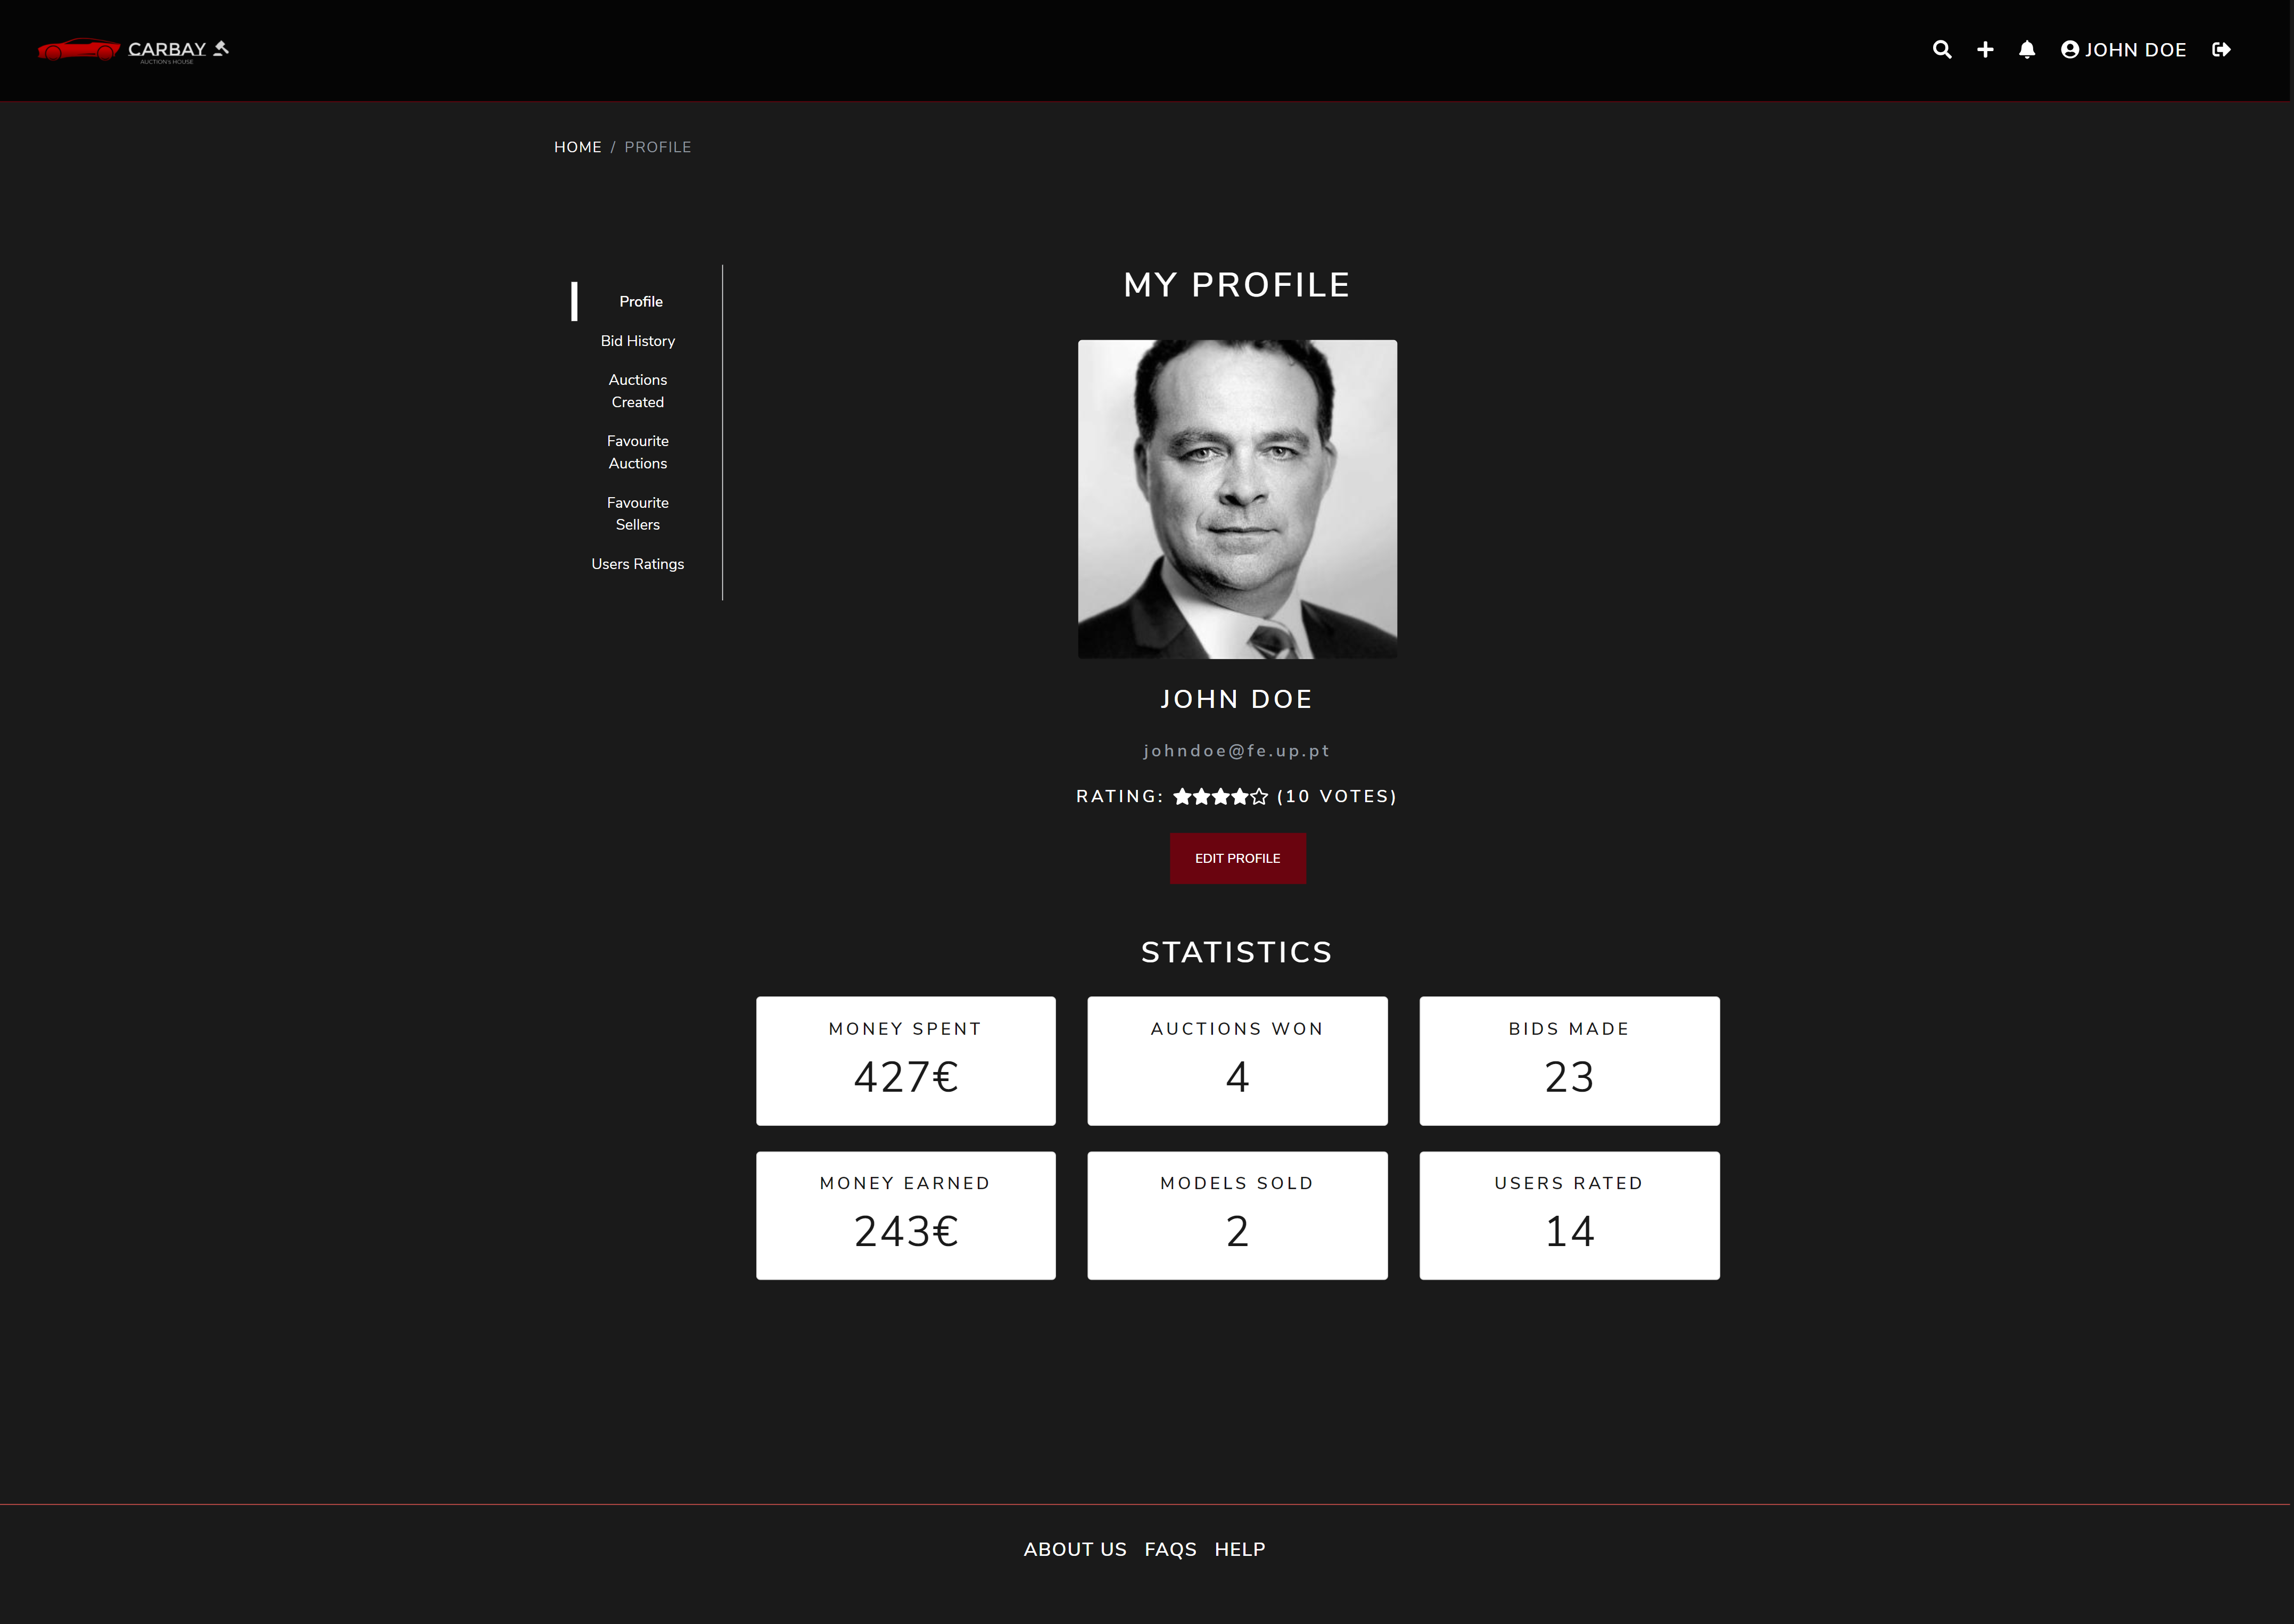 CARBAY
AUCTION's HOUSE
JOHN DOE
HOME / PROFILE
Profile
Bid History
Auctions
Created
Favourite
Auctions
Favourite
Sellers
Users Ratings
MY PROFILE
JOHN DOE
johndoe@fe.up.pt
RATING: ★★★★☆ (10 VOTES)
EDIT PROFILE
STATISTICS
MONEY SPENT
427€
AUCTIONS WON
4
BIDS MADE
23
MONEY EARNED
243€
MODELS SOLD
2
USERS RATED
14
ABOUT US FAQS HELP